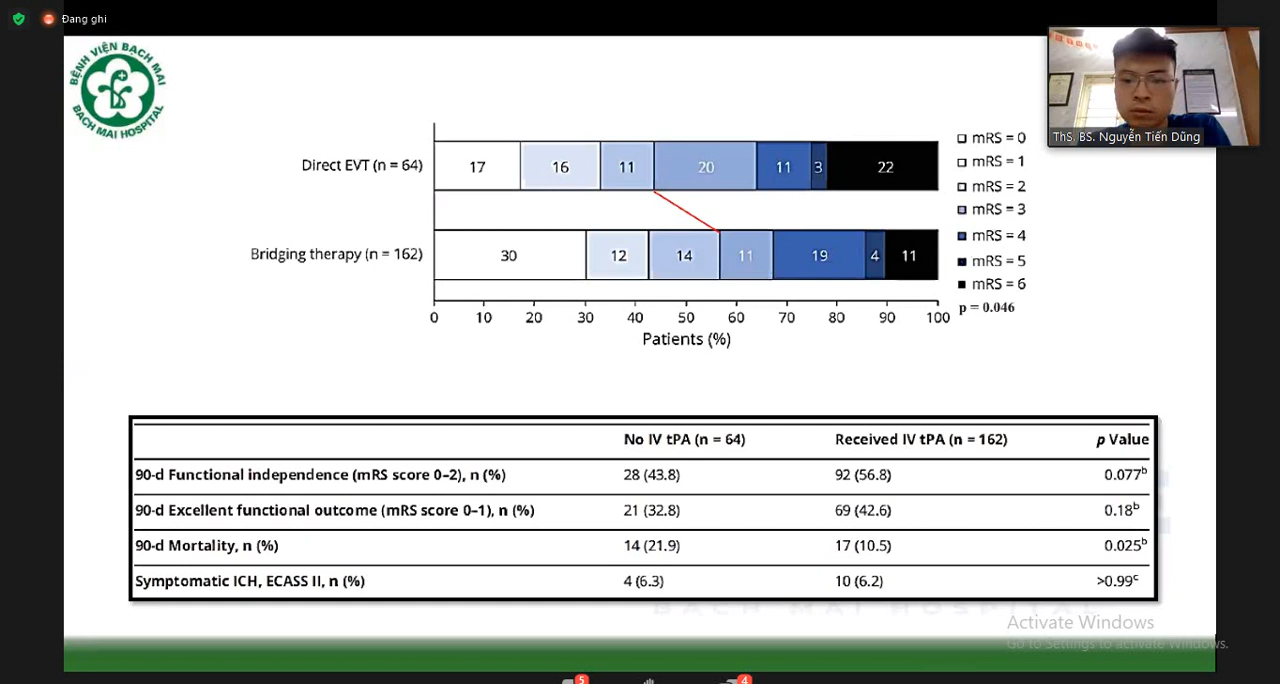 Đang ghi
BỆNH VIỆN BẠCH MAI
BACH MAI HOSPITAL
ThS. BS. Nguyễn Tiến Dũng
Direct EVT (n = 64)
17 16 11 20 11 3 22
Bridging therapy (n = 162)
30 12 14 11 19 4 11
0 10 20 30 40 50 60 70 80 90 100
Patients (%)
mRS = 0
mRS = 1
mRS = 2
mRS = 3
mRS = 4
mRS = 5
mRS = 6
p = 0.046
No IV tPA (n = 64) Received IV tPA (n = 162) p Value
90-d Functional independence (mRS score 0–2), n (%) 28 (43.8) 92 (56.8) 0.077b
90-d Excellent functional outcome (mRS score 0–1), n (%) 21 (32.8) 69 (42.6) 0.18b
90-d Mortality, n (%) 14 (21.9) 17 (10.5) 0.025b
Symptomatic ICH, ECASS II, n (%) 4 (6.3) 10 (6.2) >0.99c
BACH MAI HOSPITAL
Activate Windows
Go to Settings to activate Windows.
5
4